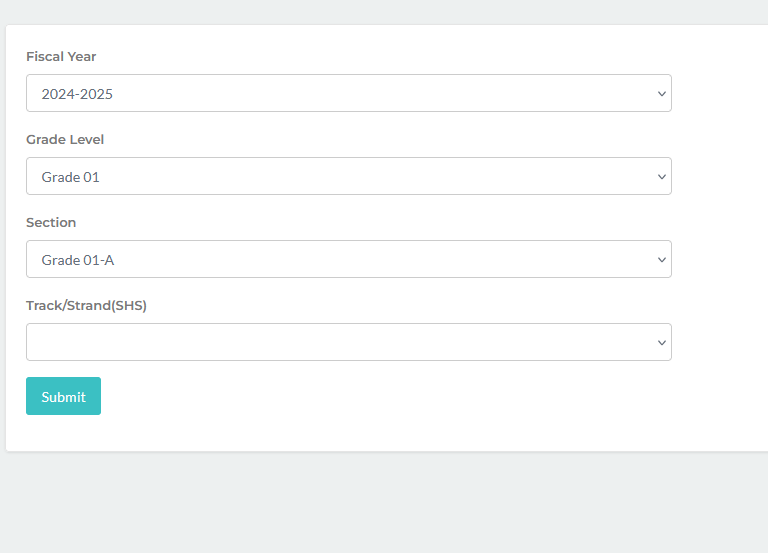 Fiscal Year
2024-2025
Grade Level
Grade 01
Section
Grade 01-A
Track/Strand(SHS)
Submit